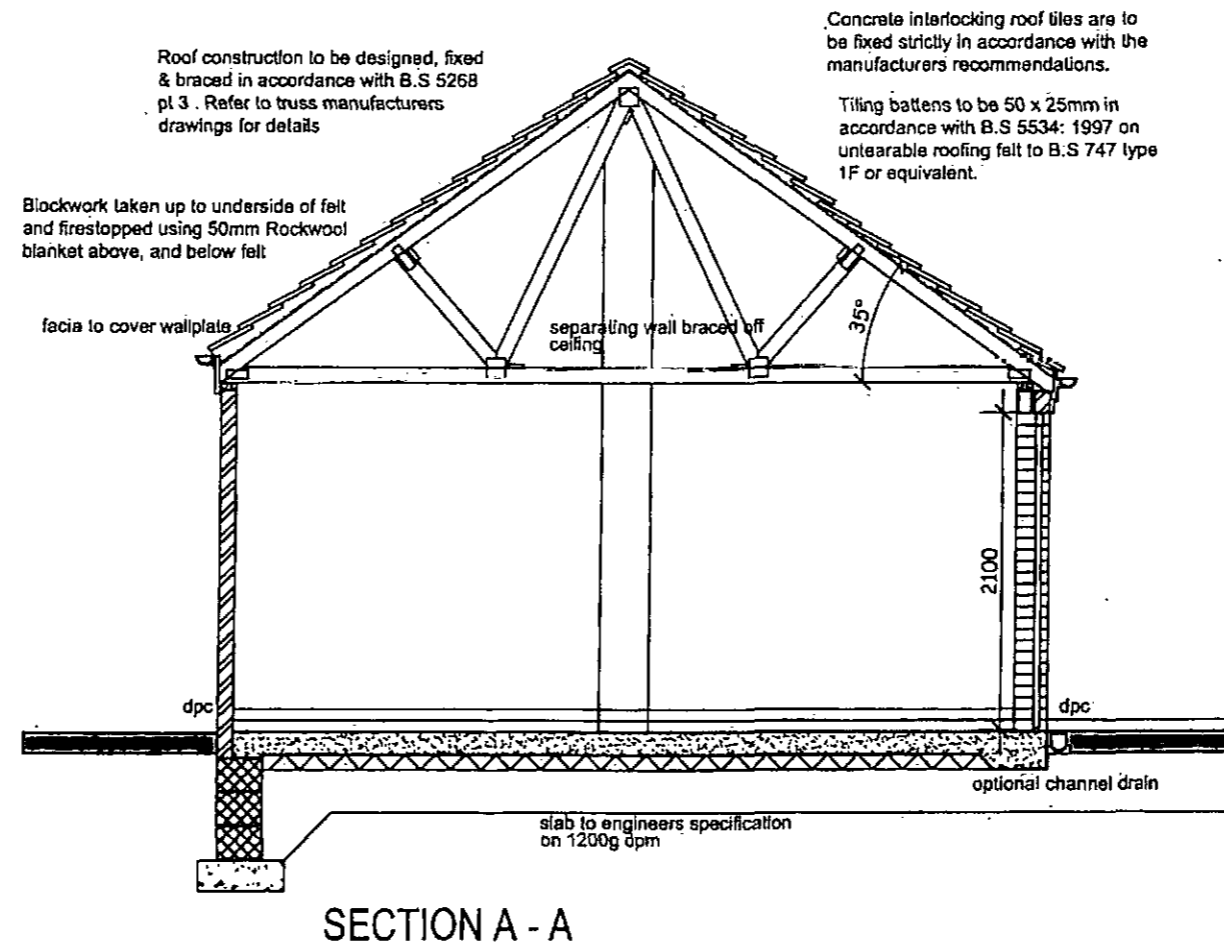 Roof construction to be designed, fixed
& braced in accordance with B.S 5268
pt 3 . Refer to truss manufacturers
drawings for details
Concrete interlocking roof tiles are to
be fixed strictly in accordance with the
manufacturers recommendations.
Tiling battens to be 50 x 25mm in
accordance with B.S 5534: 1997 on
untearable roofing felt to B.S 747 type
1F or equivalent.
Blockwork taken up to underside of felt
and firestopped using 50mm Rockwool
blanket above, and below felt
facia to cover wallplate
separating wall braced off
ceiling
35°
2100
dpc
dpc
optional channel drain
slab to engineers specification
on 1200g dpm
SECTION A - A